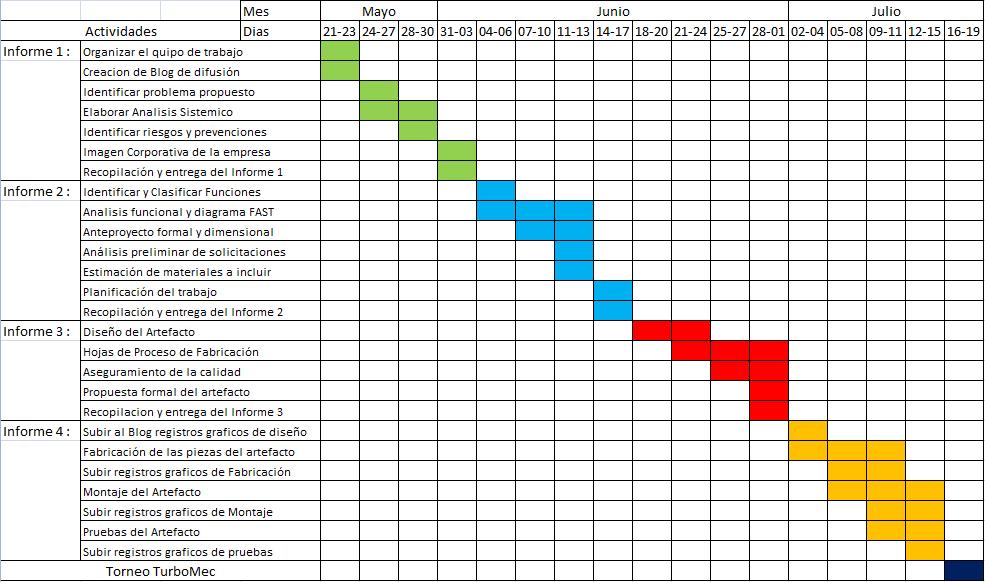 Mes Mayo Junio Julio
Actividades Dias 21-23 24-27 28-30 31-03 04-06 07-10 11-13 14-17 18-20 21-24 25-27 28-01 02-04 05-08 09-11 12-15 16-19
Informe 1 : Organizar el quipo de trabajo
Creacion de Blog de difusión
Identificar problema propuesto
Elaborar Analisis Sistemico
Identificar riesgos y prevenciones
Imagen Corporativa de la empresa
Recopilación y entrega del Informe 1
Informe 2 : Identificar y Clasificar Funciones
Analisis funcional y diagrama FAST
Anteproyecto formal y dimensional
Análisis preliminar de solicitaciones
Estimación de materiales a incluir
Planificación del trabajo
Recopilación y entrega del Informe 2
Informe 3 : Diseño del Artefacto
Hojas de Proceso de Fabricación
Aseguramiento de la calidad
Propuesta formal del artefacto
Recopilacion y entrega del Informe 3
Informe 4 : Subir al Blog registros graficos de diseño
Fabricación de las piezas del artefacto
Subir registros graficos de Fabricación
Montaje del Artefacto
Subir registros graficos de Montaje
Pruebas del Artefacto
Subir registros graficos de pruebas
Torneo TurboMec